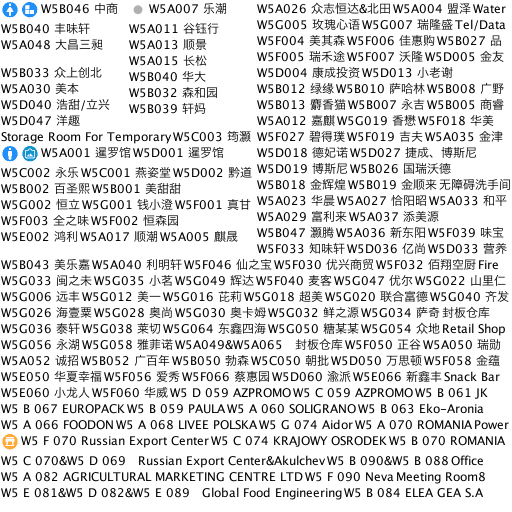 W5B046 中商 W5A007 乐潮 W5A026 众志恒达&北田 W5A004 盟泽 Water
W5B040 丰味轩 W5A011 谷钰行 W5G005 玫瑰心语 W5G007 瑞隆盛 Tel/Data
W5A048 大昌三昶 W5A013 顺景 W5F004 美其森 W5F006 佳惠购 W5B027 品
W5A015 长松 W5F005 瑞禾途 W5F007 沃隆 W5D005 金友
W5B033 众上创北 W5B040 华大 W5D004 康成投资 W5D013 小老谢
W5A030 美本 W5B032 森和园 W5B012 绿缘 W5B010 萨哈林 W5B008 广野
W5D040 浩甜/立兴 W5B039 轩妈 W5B013 麝香猫 W5B007 永吉 W5B005 商睿
W5D047 洋趣 W5A012 嘉麒 W5G019 香懋 W5F018 华美
Storage Room For Temporary W5C003 筠灏 W5F027 碧得璞 W5F019 吉夫 W5A035 金津
W5A001 暹罗馆 W5D001 暹罗馆 W5D018 德妃诺 W5D027 捷成、博斯尼
W5C002 永乐 W5C001 燕姿堂 W5D002 黔道 W5D019 博斯尼 W5B026 国瑞沃德
W5B002 百圣熙 W5B001 美甜甜 W5B018 金辉煌 W5B019 金顺来 无障碍洗手间
W5G002 恒立 W5G001 钱小澄 W5F001 真甘 W5A023 华晨 W5A027 恰阳昭 W5A033 和平
W5F003 全之味 W5F002 恒森园 W5A029 富利来 W5A037 添美源
W5E002 鸿利 W5A017 顺潮 W5A005 麒晟 W5B047 灏腾 W5A036 新东阳 W5F039 味宝
W5F033 知味轩 W5D036 亿尚 W5D033 营养
W5B043 美乐嘉 W5A040 利明轩 W5F046 仙之宝 W5F030 优兴商贸 W5F032 佰翔空厨 Fire
W5G033 闽之未 W5G035 小茗 W5G049 辉达 W5F040 麦客 W5G047 优尔 W5G022 山里仁
W5G006 远丰 W5G012 美一 W5G016 芘莉 W5G018 超美 W5G020 联合富德 W5G040 齐发
W5G026 海壹粟 W5G028 奥尚 W5G030 奥卡姆 W5G032 鲜之源 W5G034 萨奇 封板仓库
W5G036 泰轩 W5G038 莱切 W5G064 东鑫四海 W5G050 糖某某 W5G054 众地 Retail Shop
W5G056 永湖 W5G058 雅菲诺 W5A049&W5A065 封板仓库 W5F050 正谷 W5A050 瑞勋
W5A052 诚招 W5B052 广百年 W5B050 勃森 W5C050 朝批 W5D050 万思顿 W5F058 金蕴
W5E050 华夏幸福 W5F056 爱秀 W5F066 蔡惠园 W5D060 渝派 W5E066 新鑫丰 Snack Bar
W5E060 小龙人 W5F060 华威 W5 D 059 AZPROMO W5 C 059 AZPROMO W5 B 061 JK
W5 B 067 EUROPACK W5 B 059 PAULA W5 A 060 SOLIGRANO W5 B 063 Eko-Aronia
W5 A 066 FOODON W5 A 068 LIVEE POLSKA W5 G 074 Aidor W5 A 070 ROMANIA Power
W5 F 070 Russian Export Center W5 C 074 KRAJOWY OSRODEK W5 B 070 ROMANIA
W5 C 070&W5 D 069 Russian Export Center&Akulchev W5 B 090&W5 B 088 Office
W5 A 082 AGRICULTURAL MARKETING CENTRE LTD W5 F 090 Neva Meeting Room8
W5 E 081&W5 D 082&W5 E 089 Global Food Engineering W5 B 084 ELEA GEA S.A